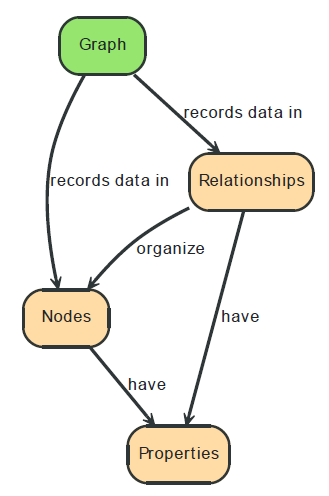 Graph
records data in
records data in
Relationships
organize
Nodes
have
have
Properties